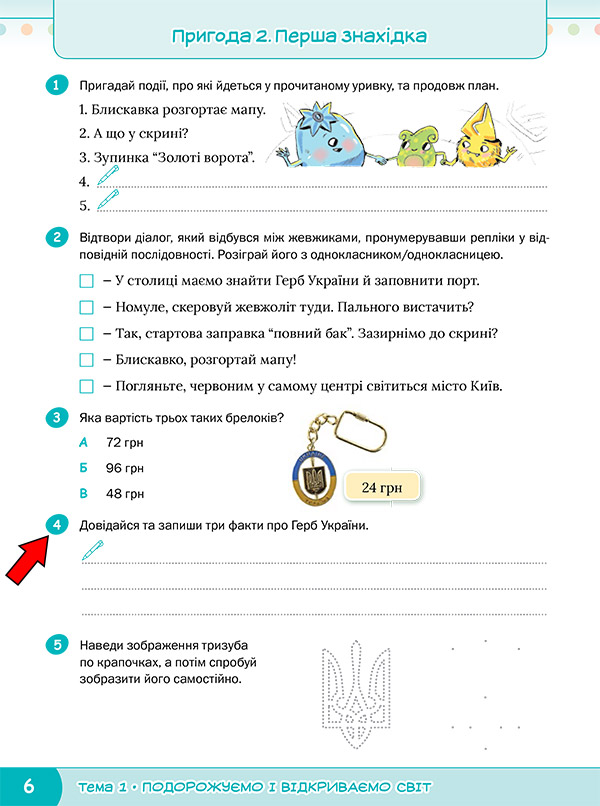 Пригода 2. Перша знахідка
1 Пригадай події, про які йдеться у прочитаному уривку, та продовж план.
1. Блискавка розгортає мапу.
2. А що у скрині?
3. Зупинка “Золоті ворота”.
4.
5.
2 Відтвори діалог, який відбувся між жевжиками, пронумерувавши репліки у від-
повідній послідовності. Розіграй його з однокласником/однокласницею.
– У столиці маємо знайти Герб України й заповнити порт.
– Номуле, скеровуй жевжоліт туди. Пального вистачить?
– Так, стартова заправка “повний бак”. Зазирнімо до скрині?
– Блискавко, розгортай мапу!
– Погляньте, червоним у самому центрі світиться місто Київ.
3 Яка вартість трьох таких брелоків?
А 72 грн
Б 96 грн
В 48 грн
24 грн
4 Довідайся та запиши три факти про Герб України.
5 Наведи зображення тризуба
по крапочках, а потім спробуй
зобразити його самостійно.
6 Тема 1 • ПОДОРОЖУЄМО І ВІДКРИВАЄМО СВІТ